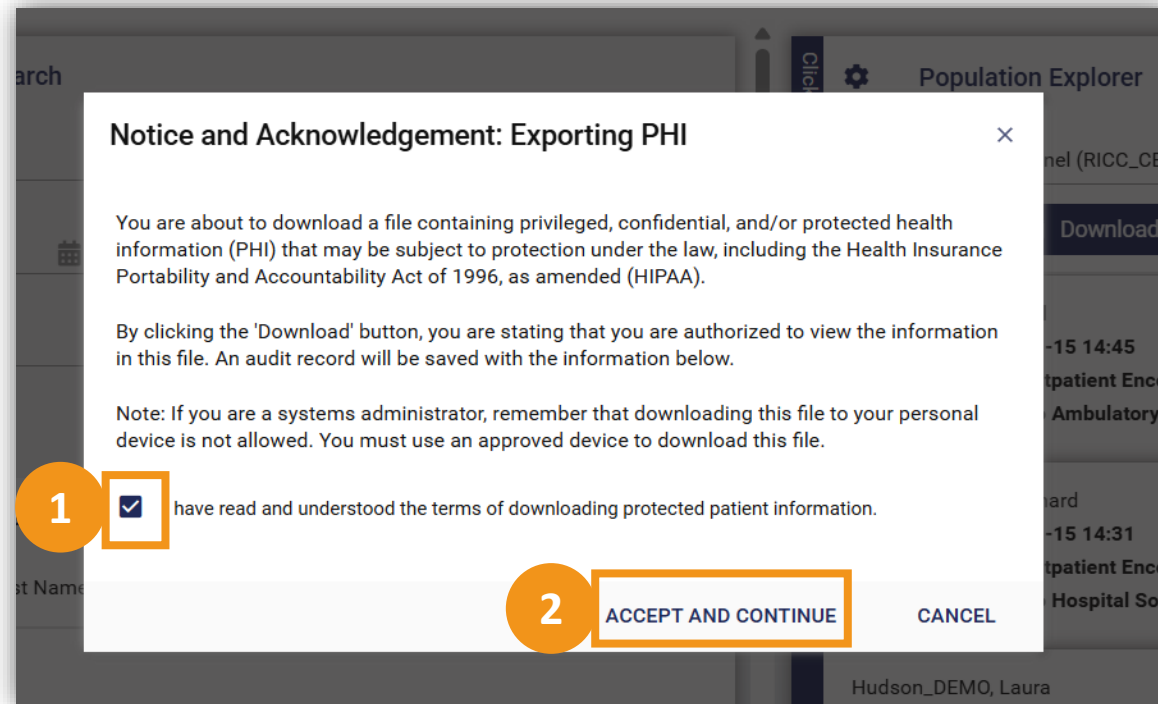 arch
Click
Population Explorer
Notice and Acknowledgement: Exporting PHI
nel (RICC_CE
You are about to download a file containing privileged, confidential, and/or protected health
information (PHI) that may be subject to protection under the law, including the Health Insurance
Portability and Accountability Act of 1996, as amended (HIPAA).
Download
By clicking the 'Download' button, you are stating that you are authorized to view the information
in this file. An audit record will be saved with the information below.
-15 14:45
tpatient Enc
Ambulatory
Note: If you are a systems administrator, remember that downloading this file to your personal
device is not allowed. You must use an approved device to download this file.
1
have read and understood the terms of downloading protected patient information.
nard
-15 14:31
tpatient Enc
Hospital So
st Name
2
ACCEPT AND CONTINUE
CANCEL
Hudson_DEMO, Laura